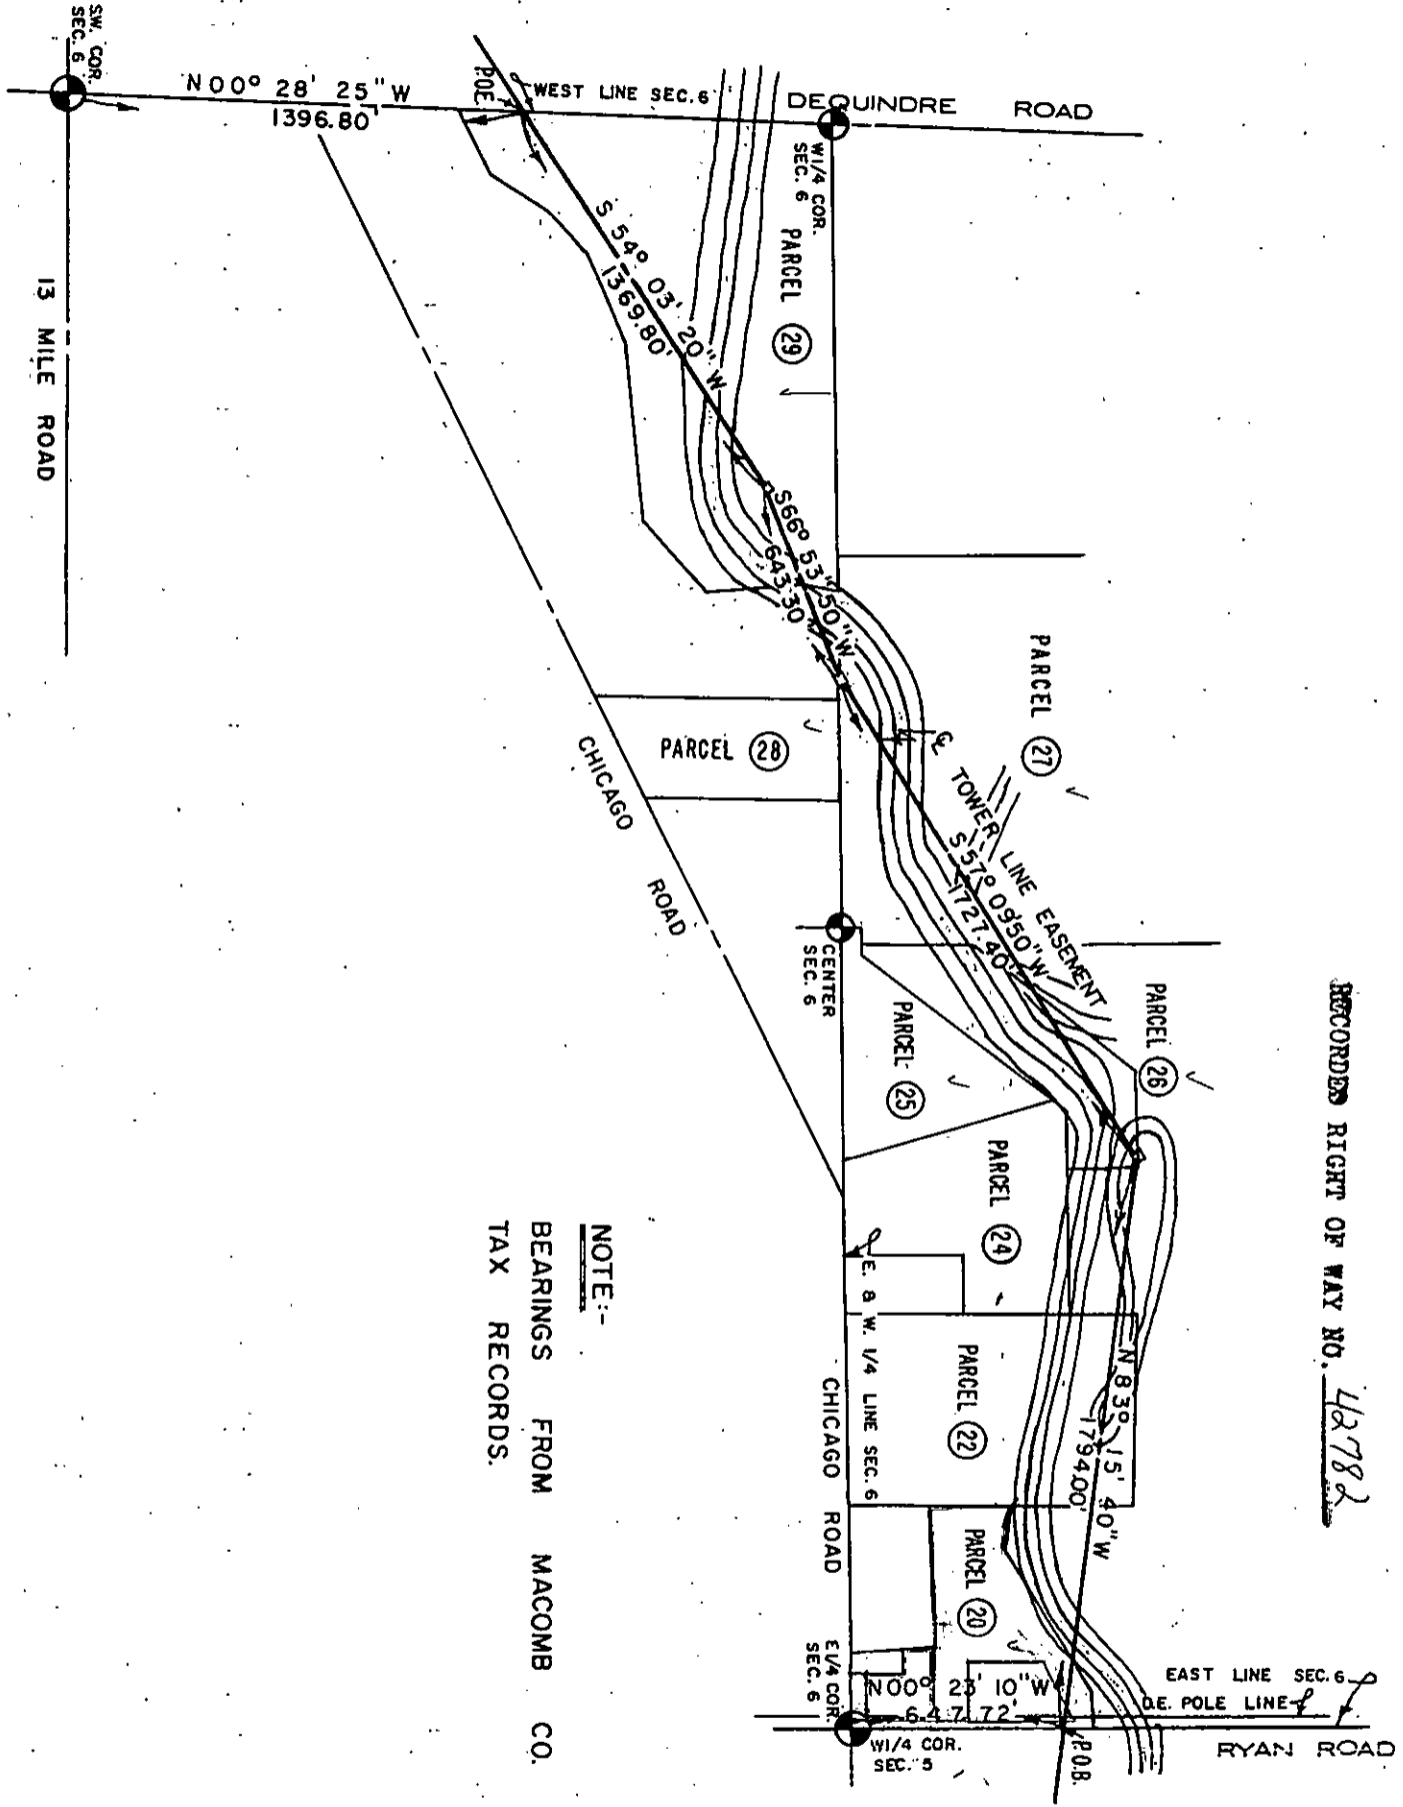 SW. COR.
SEC. 6
N 00° 28' 25" W
1396.80'
P.O.E.
WEST LINE SEC. 6
DEQUINDRE ROAD
W1/4 COR.
SEC. 6
PARCEL 29
S 54° 03' 20" W
1369.80'
13 MILE ROAD
S66° 53' 50" W
643.30'
PARCEL 27
PARCEL 28
CHICAGO ROAD
℄ TOWER LINE EASEMENT
S 57° 09' 50" W
1727.40'
CENTER
SEC. 6
PARCEL 25
PARCEL 26
RECORDED RIGHT OF WAY NO. 42782
PARCEL 24
E. & W. 1/4 LINE SEC. 6
PARCEL 22
N 83° 15' 40" W
1794.00'
CHICAGO ROAD
PARCEL 20
NOTE:-
BEARINGS FROM MACOMB CO.
TAX RECORDS.
E1/4 COR.
SEC. 6
N 00° 23' 10" W
647.72'
W1/4 COR.
SEC. 5
P.O.B.
EAST LINE SEC. 6
D.E. POLE LINE
RYAN ROAD